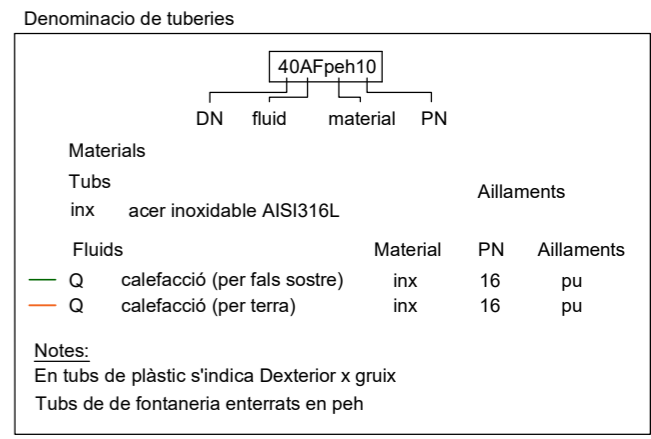 Denominacio de tuberies
40AFpeh10
DN fluid material PN
Materials
Tubs
Aillaments
inx acer inoxidable AISI316L
Fluids Material PN Aillaments
Q calefacció (per fals sostre) inx 16 pu
Q calefacció (per terra) inx 16 pu
Notes:
En tubs de plàstic s'indica Dexterior x gruix
Tubs de de fontaneria enterrats en peh